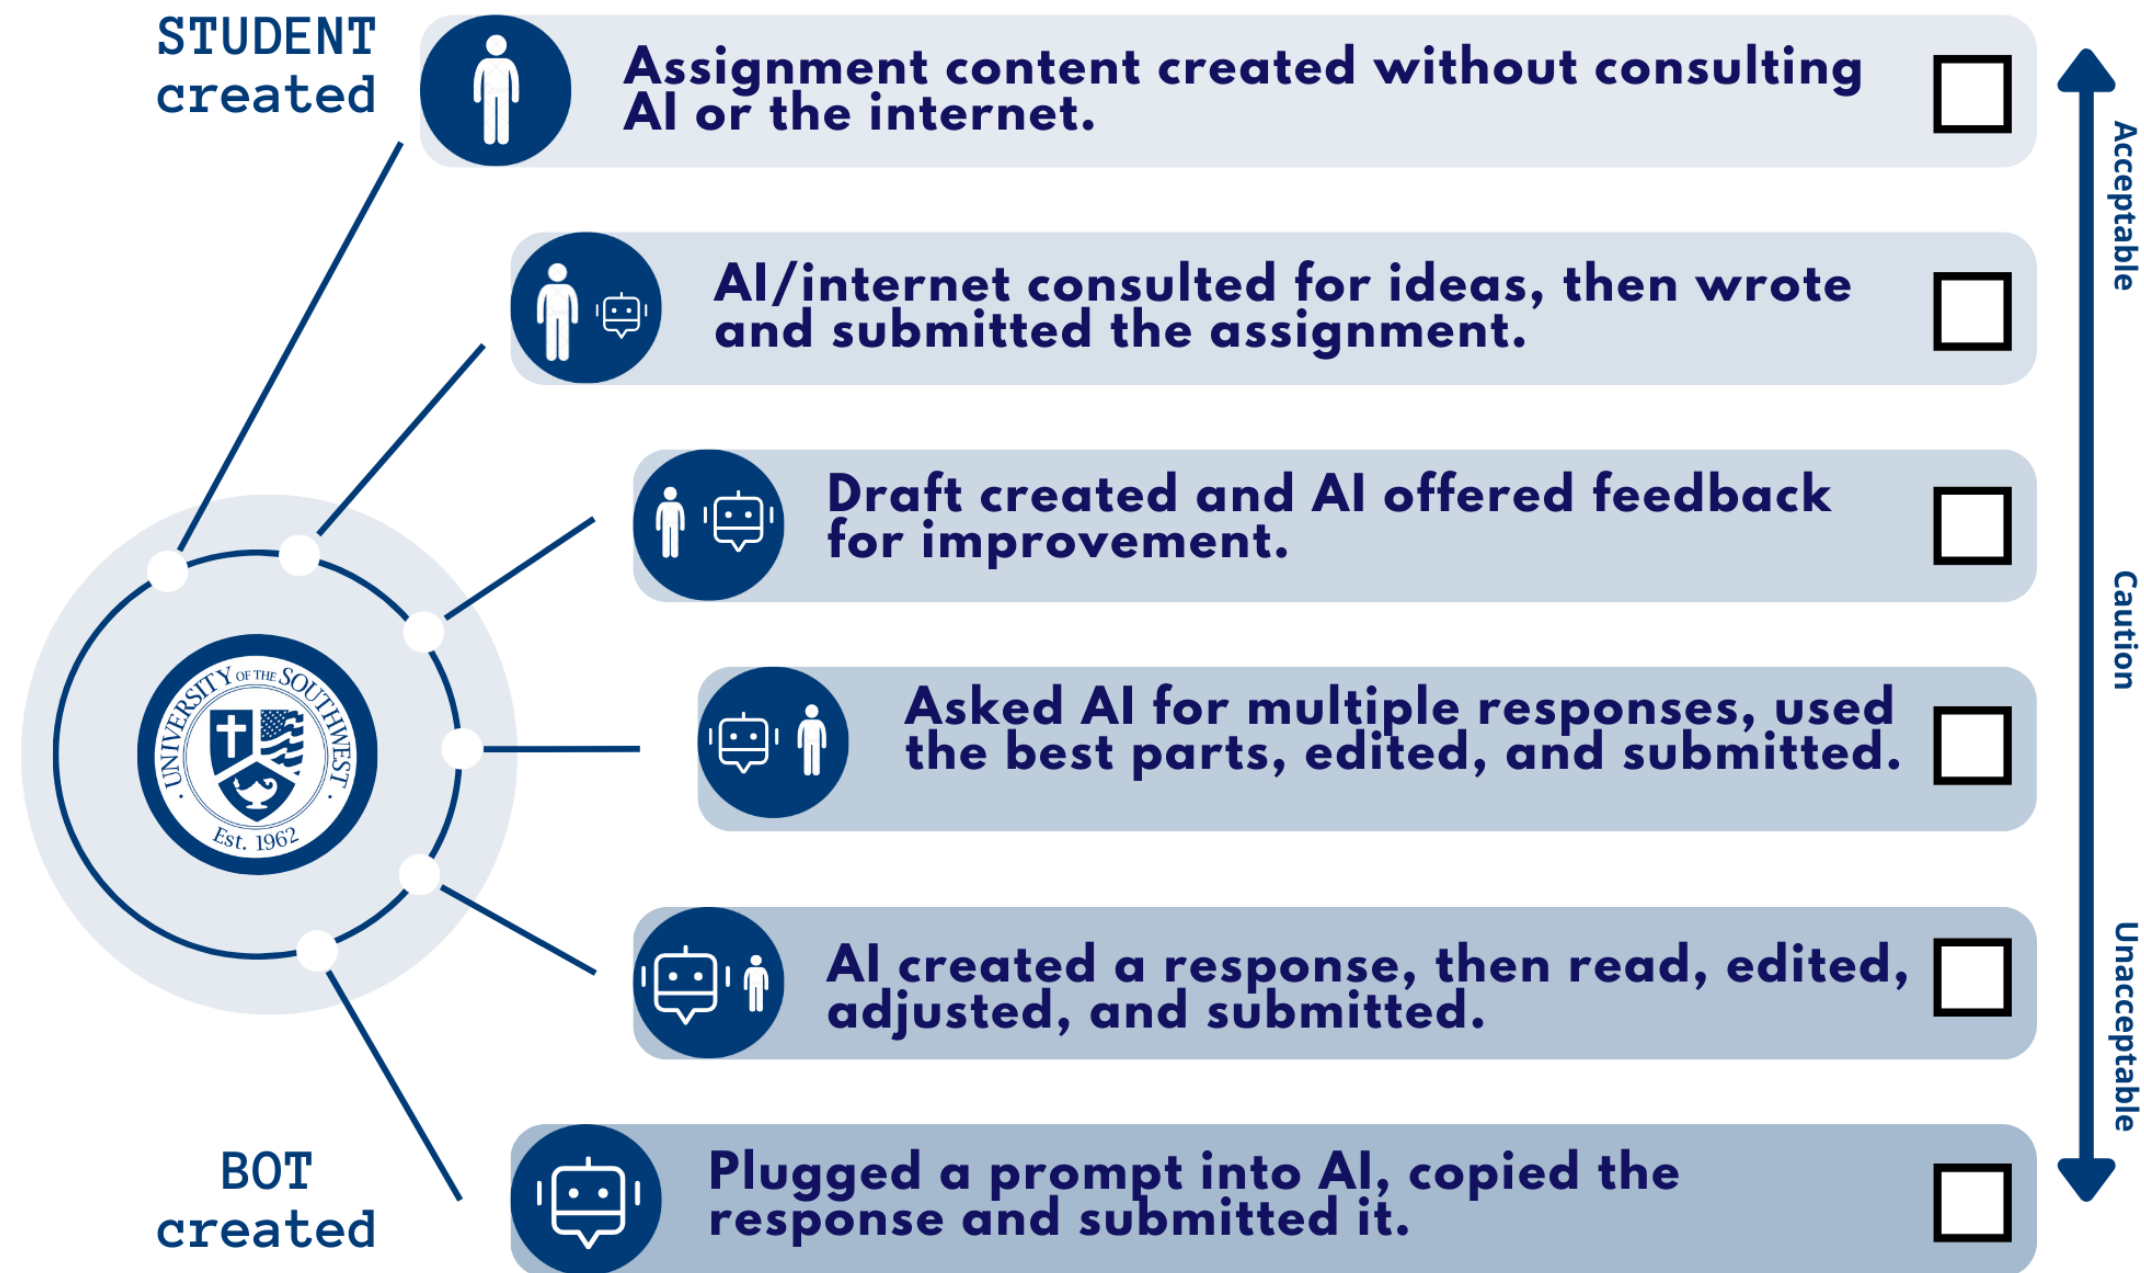 STUDENT
created
Assignment content created without consulting
AI or the internet.
AI/internet consulted for ideas, then wrote
and submitted the assignment.
Draft created and AI offered feedback
for improvement.
Asked AI for multiple responses, used
the best parts, edited, and submitted.
AI created a response, then read, edited,
adjusted, and submitted.
Plugged a prompt into AI, copied the
response and submitted it.
BOT
created
· UNIVERSITY OF THE SOUTHWEST ·
Est. 1962
Acceptable
Caution
Unacceptable